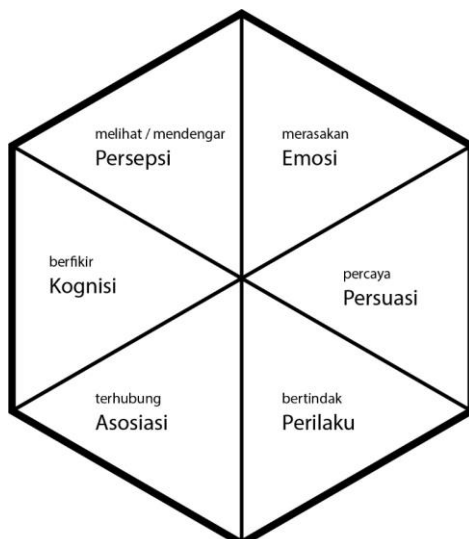 melihat / mendengar
Persepsi
merasakan
Emosi
berfikir
Kognisi
percaya
Persuasi
terhubung
Asosiasi
bertindak
Perilaku